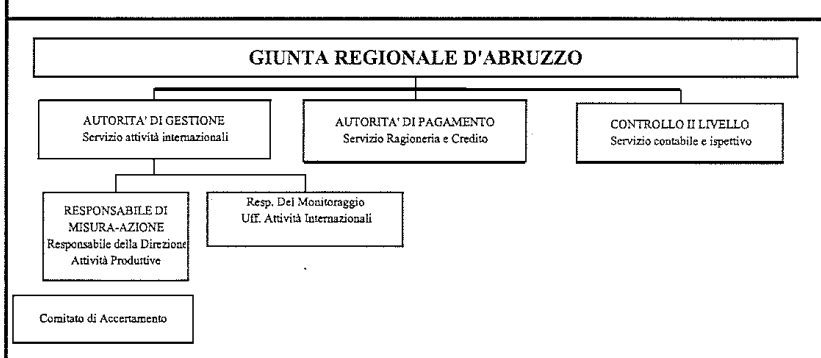 GIUNTA REGIONALE D'ABRUZZO
AUTORITA' DI GESTIONE
Servizio attività internazionali
AUTORITA' DI PAGAMENTO
Servizio Ragioneria e Credito
CONTROLLO II LIVELLO
Servizio contabile e ispettivo
RESPONSABILE DI
MISURA-AZIONE
Responsabile della Direzione
Attività Produttive
Resp. Del Monitoraggio
Uff. Attività Internazionali
Comitato di Accertamento